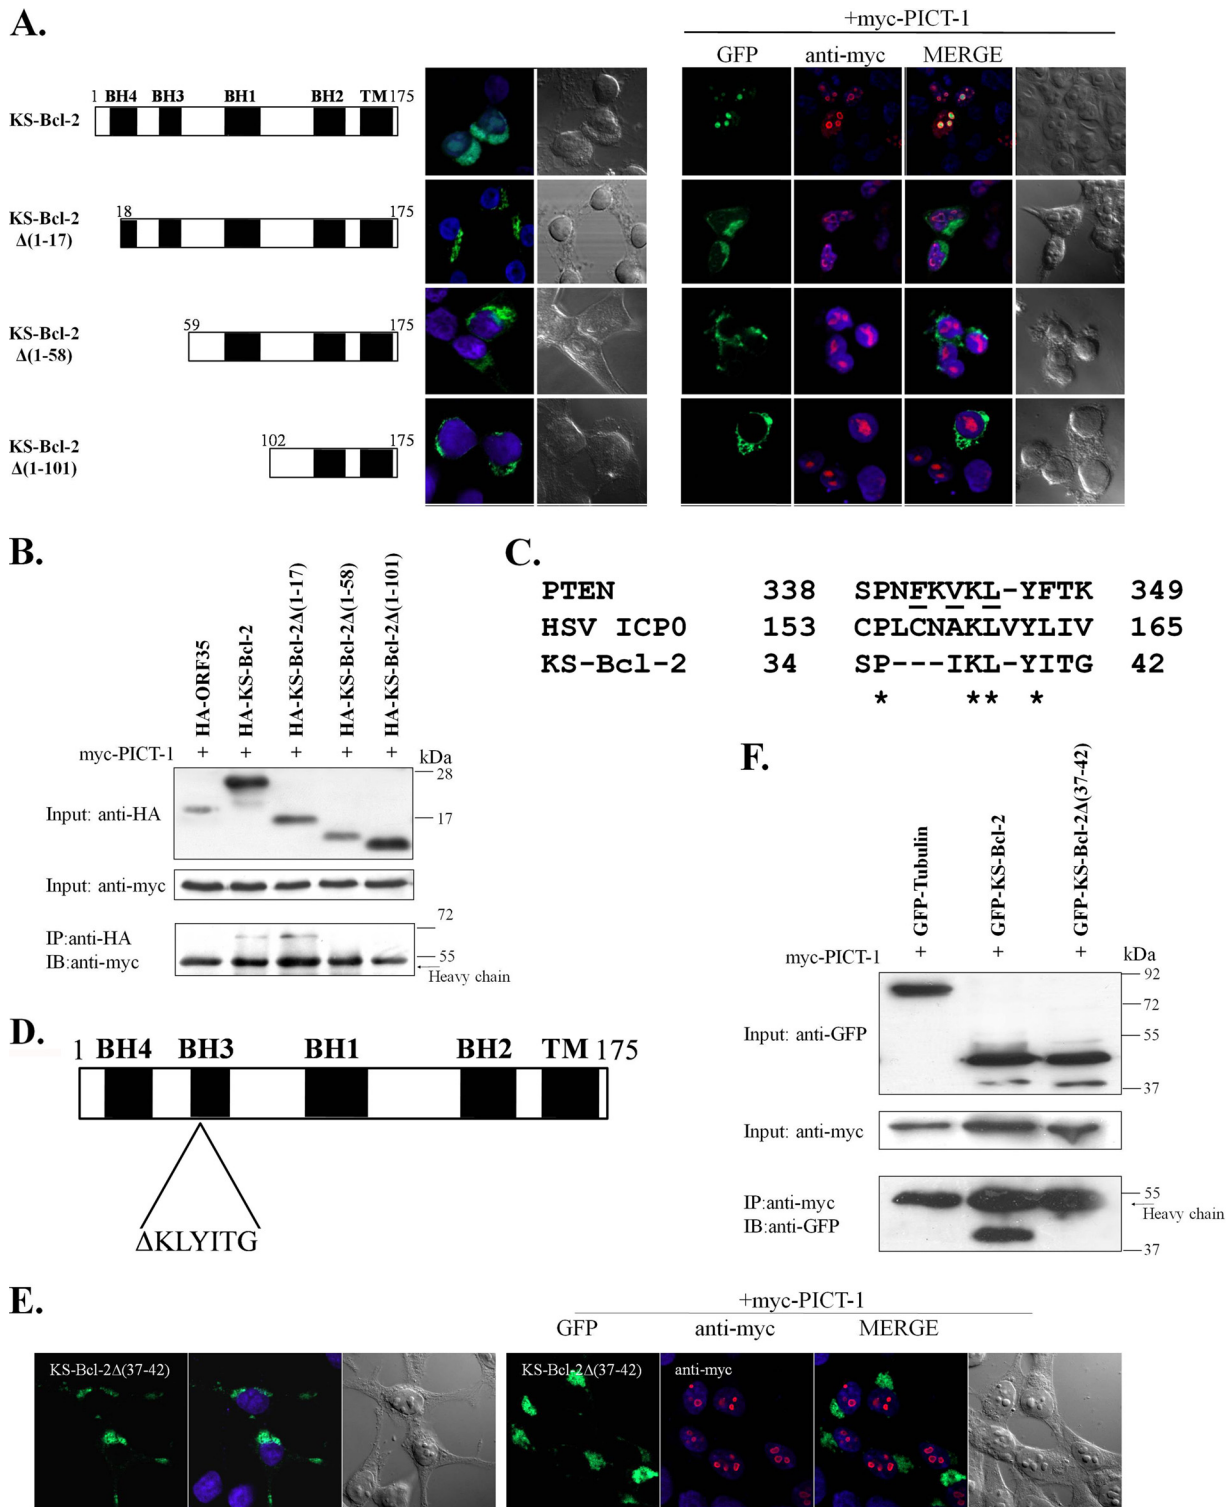 A.
+myc-PICT-1
GFP anti-myc MERGE
1 BH4 BH3 BH1 BH2 TM 175
KS-Bcl-2
18 175
KS-Bcl-2
Δ(1-17)
59 175
KS-Bcl-2
Δ(1-58)
102 175
KS-Bcl-2
Δ(1-101)
B.
HA-ORF35
HA-KS-Bcl-2
HA-KS-Bcl-2Δ(1-17)
HA-KS-Bcl-2Δ(1-58)
HA-KS-Bcl-2Δ(1-101)
myc-PICT-1 + + + + + kDa
28
Input: anti-HA
17
Input: anti-myc
72
IP:anti-HA
IB:anti-myc
55
Heavy chain
C.
PTEN 338 SPNFKVKL-YFTK 349
HSV ICP0 153 CPLCNAKLVYLIV 165
KS-Bcl-2 34 SP---IKL-YITG 42
* ** *
D.
1 BH4 BH3 BH1 BH2 TM 175
ΔKLYITG
F.
GFP-Tubulin
GFP-KS-Bcl-2
GFP-KS-Bcl-2Δ(37-42)
myc-PICT-1 + + + kDa
92
72
Input: anti-GFP
55
37
Input: anti-myc
IP:anti-myc
IB:anti-GFP
55
Heavy chain
37
E.
+myc-PICT-1
GFP anti-myc MERGE
KS-Bcl-2Δ(37-42)
KS-Bcl-2Δ(37-42)
anti-myc